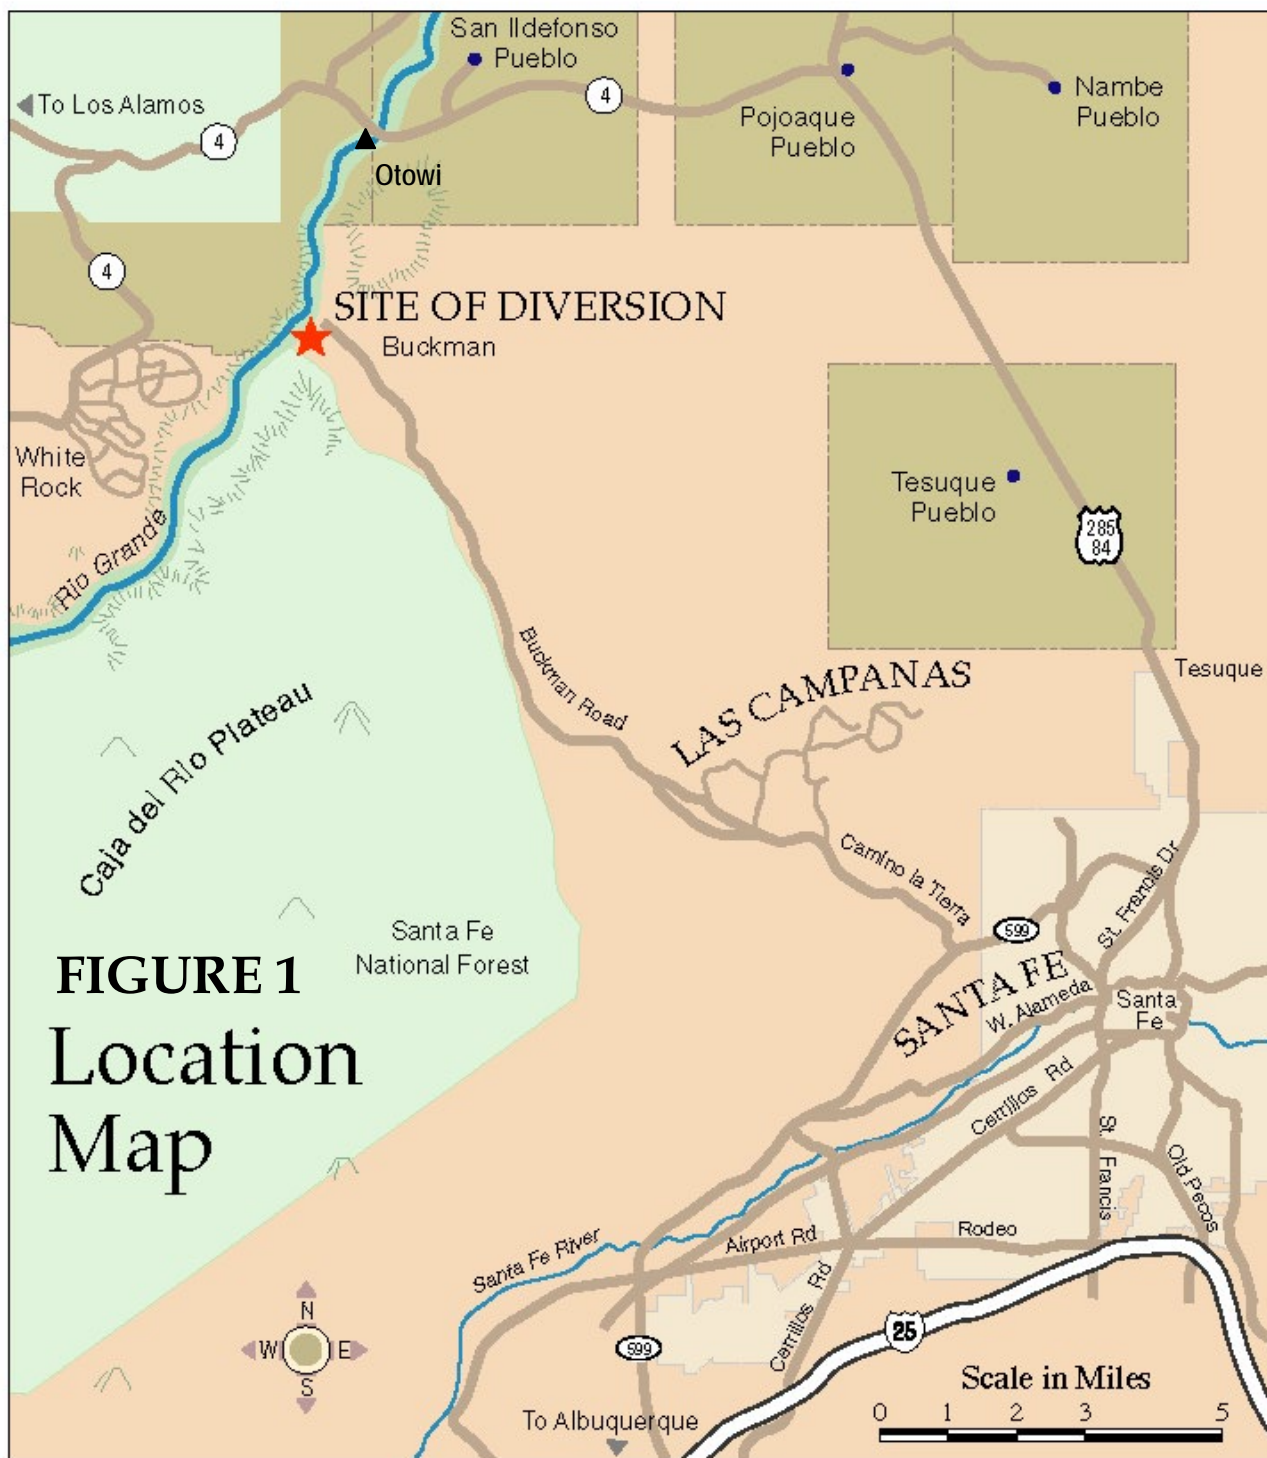 San Ildefonso
Pueblo
To Los Alamos
4
4
Nambe
Pueblo
Pojoaque
Pueblo
Otowi
4
SITE OF DIVERSION
Buckman
White
Rock
Tesuque
Pueblo
285
84
Rio Grande
Buckman Road
Tesuque
LAS CAMPANAS
Caja del Rio Plateau
Camino la Tierra
St. Francis Dr
599
Santa Fe
National Forest
FIGURE 1
Location
Map
SANTA FE
W. Alameda
Santa
Fe
Cerrillos Rd
St. Francis
Old Pecos
Rodeo
Airport Rd
Santa Fe River
Cerrillos Rd
N
W
E
S
599
25
To Albuquerque
Scale in Miles
0 1 2 3 5